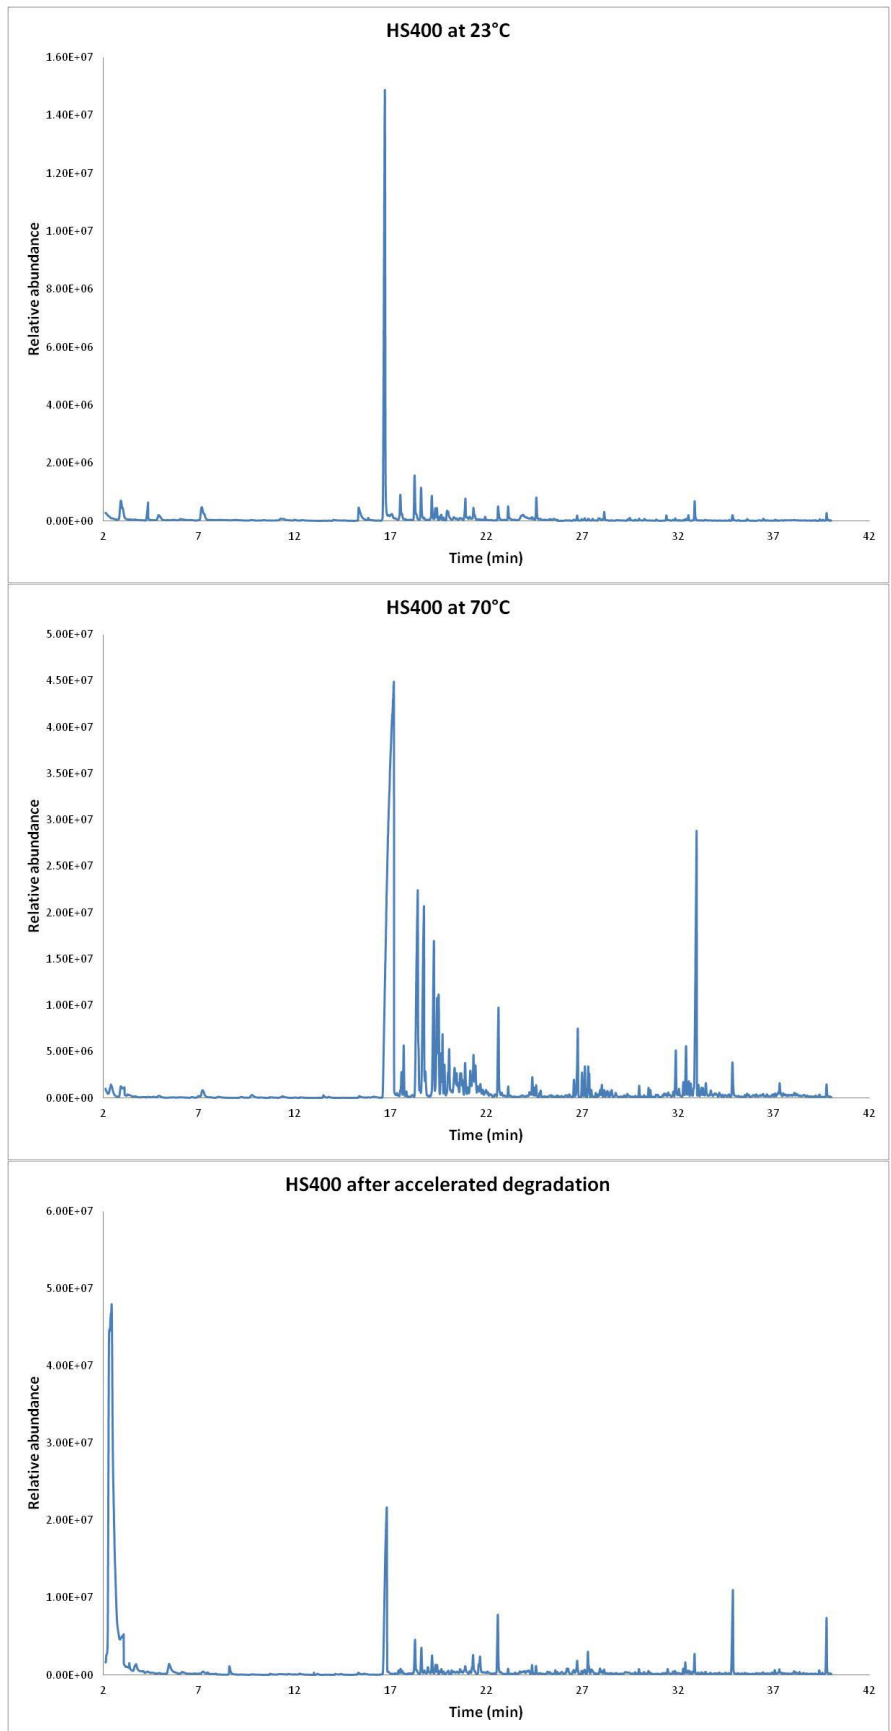 HS400 at 23°C
Relative abundance
1.60E+07
1.40E+07
1.20E+07
1.00E+07
8.00E+06
6.00E+06
4.00E+06
2.00E+06
0.00E+00
2 7 12 17 22 27 32 37 42
Time (min)
HS400 at 70°C
Relative abundance
5.00E+07
4.50E+07
4.00E+07
3.50E+07
3.00E+07
2.50E+07
2.00E+07
1.50E+07
1.00E+07
5.00E+06
0.00E+00
2 7 12 17 22 27 32 37 42
Time (min)
HS400 after accelerated degradation
Relative abundance
6.00E+07
5.00E+07
4.00E+07
3.00E+07
2.00E+07
1.00E+07
0.00E+00
2 7 12 17 22 27 32 37 42
Time (min)